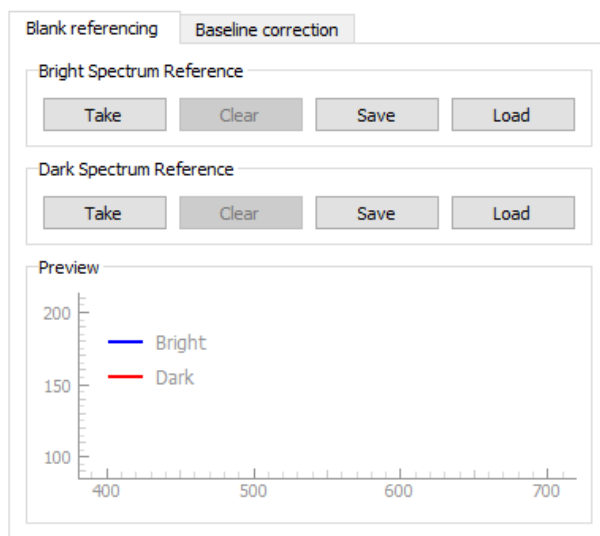 Blank referencing Baseline correction
Bright Spectrum Reference
Take Clear Save Load
Dark Spectrum Reference
Take Clear Save Load
Preview
200
Bright
Dark
150
100
400 500 600 700